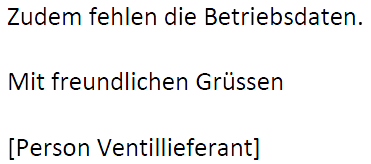 Zudem fehlen die Betriebsdaten.
Mit freundlichen Grüssen
[Person Ventillieferant]